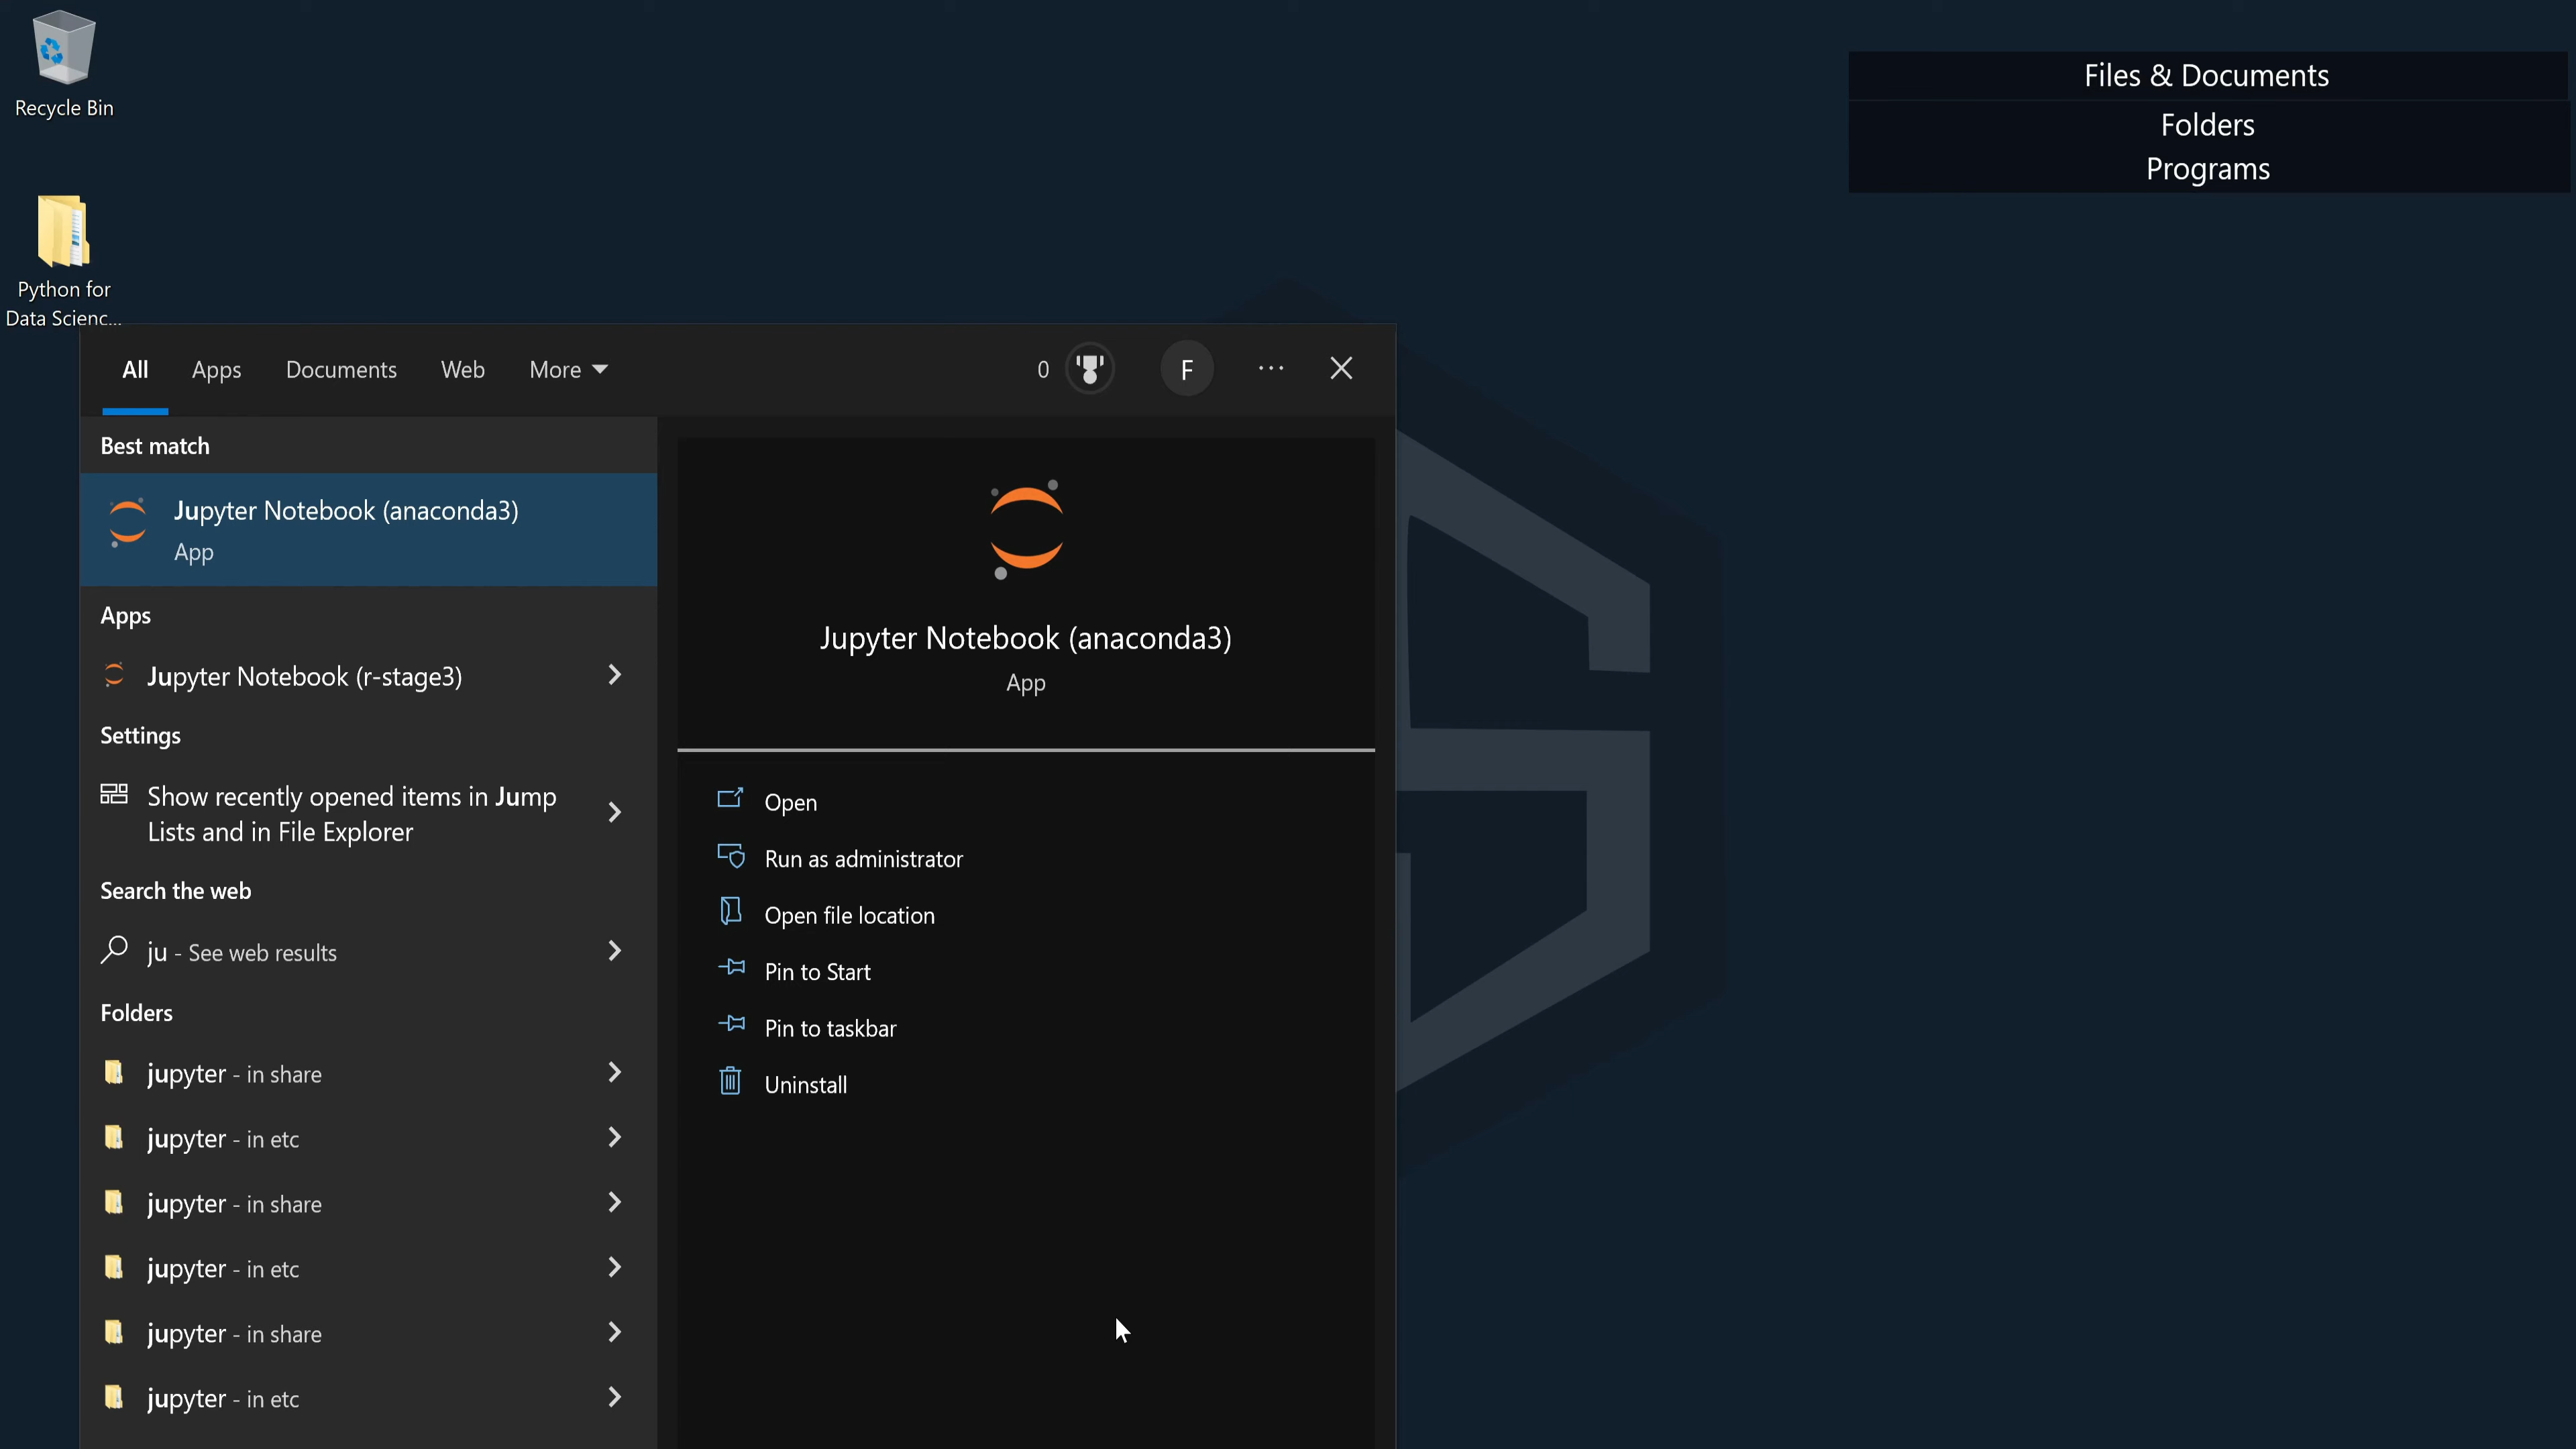 Recycle Bin
Python for
Data Scienc...
Files & Documents
Folders
Programs
All Apps Documents Web More 0 F
Best match
Jupyter Notebook (anaconda3)
App
Apps
Jupyter Notebook (r-stage3)
Settings
Show recently opened items in Jump
Lists and in File Explorer
Search the web
ju - See web results
Folders
jupyter - in share
jupyter - in etc
jupyter - in share
jupyter - in etc
jupyter - in share
jupyter - in etc
Jupyter Notebook (anaconda3)
App
Open
Run as administrator
Open file location
Pin to Start
Pin to taskbar
Uninstall